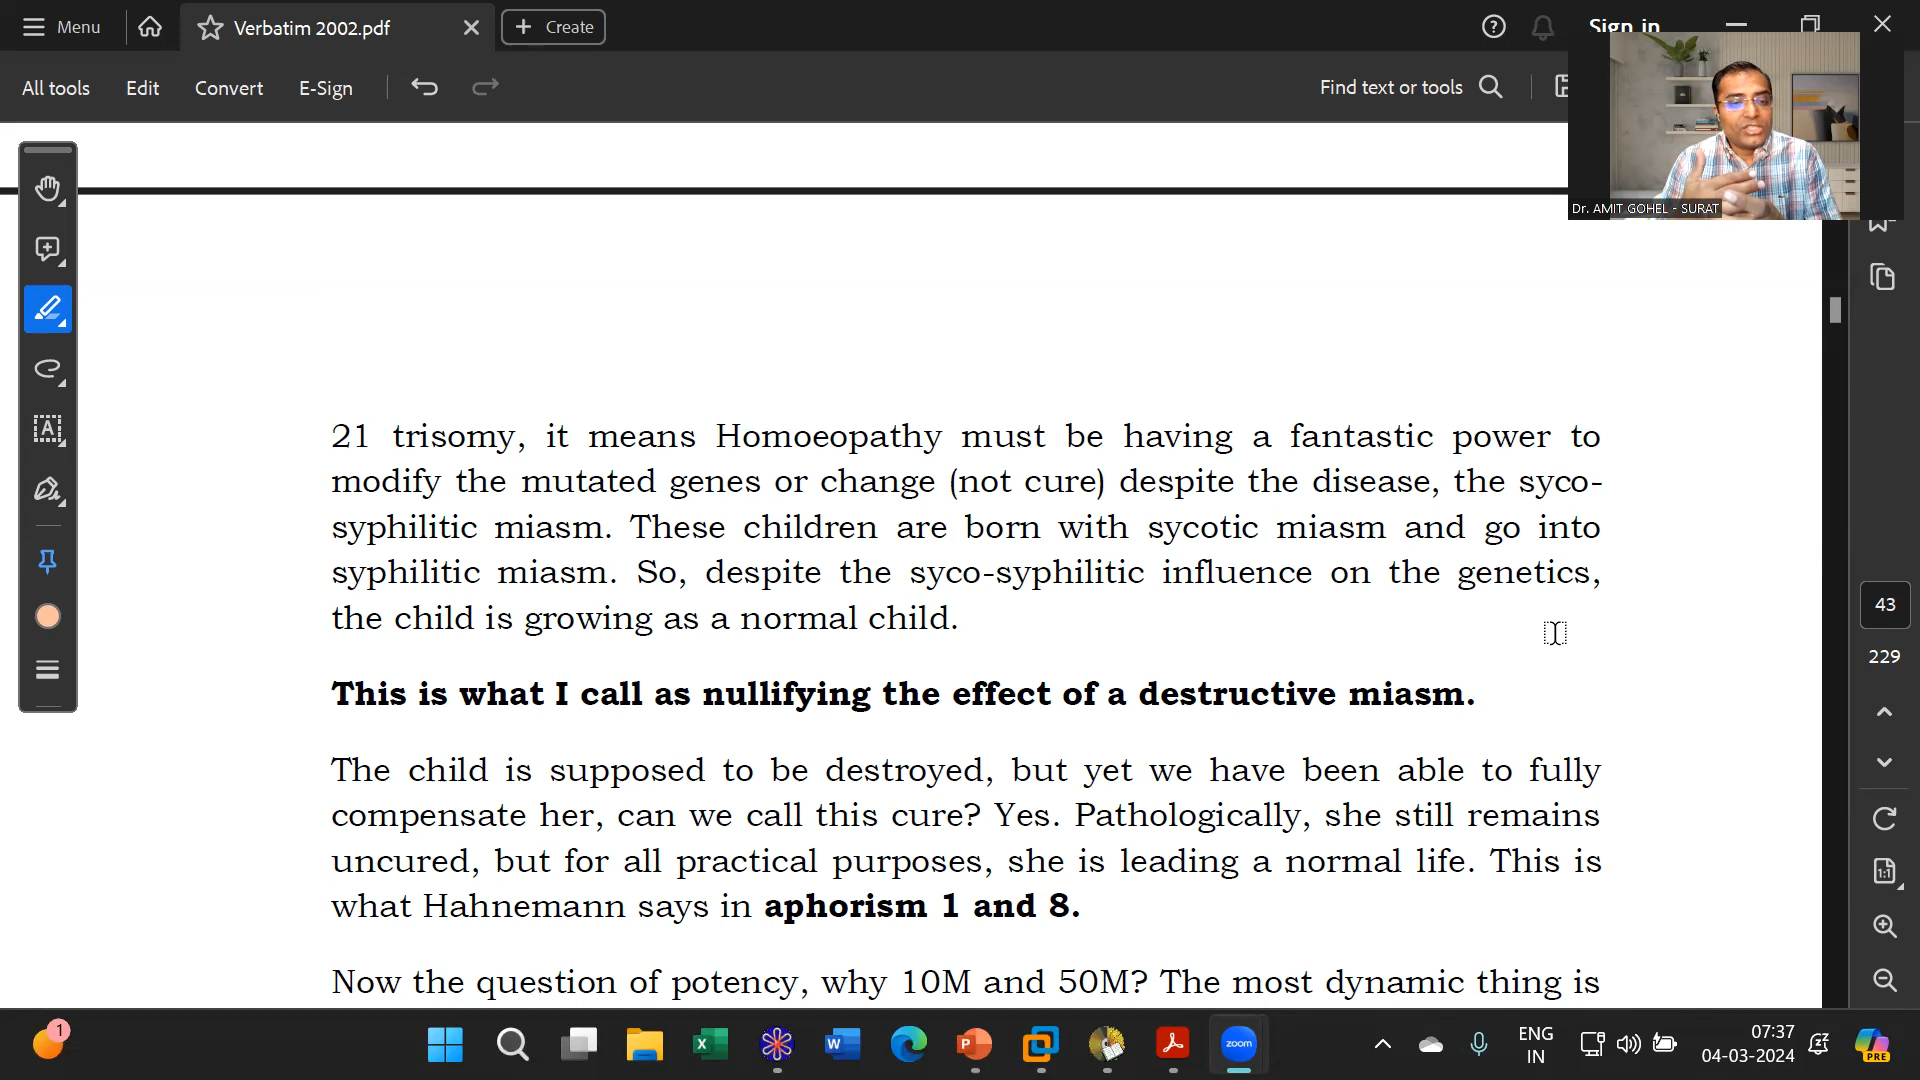 Menu
Verbatim 2002.pdf
Create
Sign in
All tools
Edit
Convert
E-Sign
Find text or tools
Dr. AMIT GOHEL - SURAT
21 trisomy, it means Homoeopathy must be having a fantastic power to
modify the mutated genes or change (not cure) despite the disease, the syco-
syphilitic miasm. These children are born with sycotic miasm and go into
syphilitic miasm. So, despite the syco-syphilitic influence on the genetics,
the child is growing as a normal child.
This is what I call as nullifying the effect of a destructive miasm.
The child is supposed to be destroyed, but yet we have been able to fully
compensate her, can we call this cure? Yes. Pathologically, she still remains
uncured, but for all practical purposes, she is leading a normal life. This is
what Hahnemann says in aphorism 1 and 8.
Now the question of potency, why 10M and 50M? The most dynamic thing is
43
229
1:1
1
zoom
ENG
IN
07:37
04-03-2024
PRE